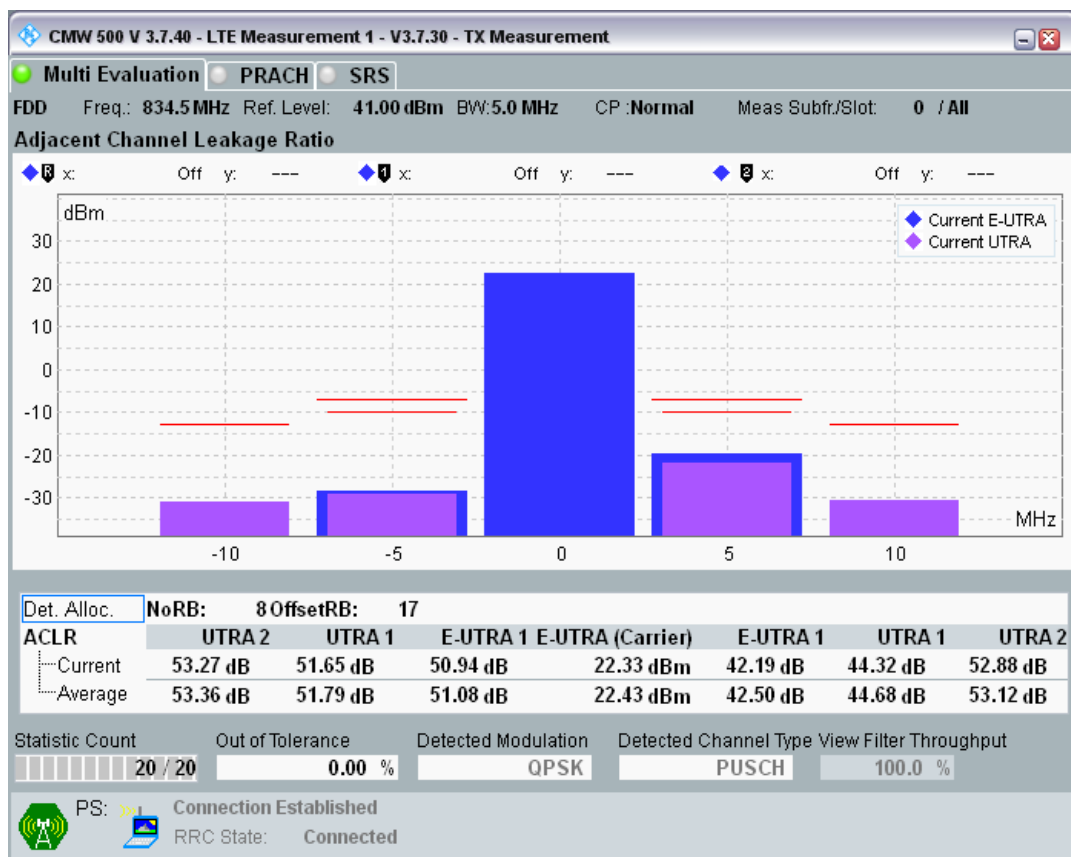 CMW 500 V 3.7.40 - LTE Measurement 1 - V3.7.30 - TX Measurement
Multi Evaluation PRACH SRS
FDD Freq.: 834.5 MHz Ref. Level: 41.00 dBm BW:5.0 MHz CP :Normal Meas Subfr./Slot: 0 / All
Adjacent Channel Leakage Ratio
R x: Off y: --- 1 x: Off y: --- 2 x: Off y: ---
dBm
Current E-UTRA
Current UTRA
30
20
10
0
-10
-20
-30
MHz
-10 -5 0 5 10
Det. Alloc. NoRB: 8 OffsetRB: 17
ACLR UTRA 2 UTRA 1 E-UTRA 1 E-UTRA (Carrier) E-UTRA 1 UTRA 1 UTRA 2
Current 53.27 dB 51.65 dB 50.94 dB 22.33 dBm 42.19 dB 44.32 dB 52.88 dB
Average 53.36 dB 51.79 dB 51.08 dB 22.43 dBm 42.50 dB 44.68 dB 53.12 dB
Statistic Count Out of Tolerance Detected Modulation Detected Channel Type View Filter Throughput
20 / 20 0.00 % QPSK PUSCH 100.0 %
PS: Connection Established
RRC State: Connected